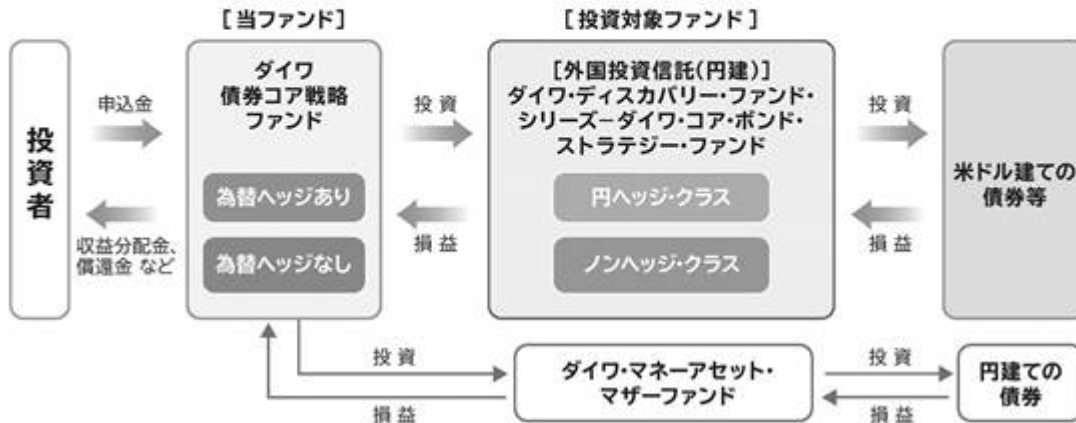 [当ファンド]
[投資対象ファンド]
投資者
申込金
収益分配金、
償還金 など
ダイワ
債券コア戦略
ファンド
為替ヘッジあり
為替ヘッジなし
投 資
損 益
[外国投資信託(円建)]
ダイワ・ディスカバリー・ファンド・
シリーズ−ダイワ・コア・ボンド・
ストラテジー・ファンド
円ヘッジ・クラス
ノンヘッジ・クラス
投 資
損 益
米ドル建ての
債券等
投 資
損 益
ダイワ・マネーアセット・
マザーファンド
投 資
損 益
円建ての
債券